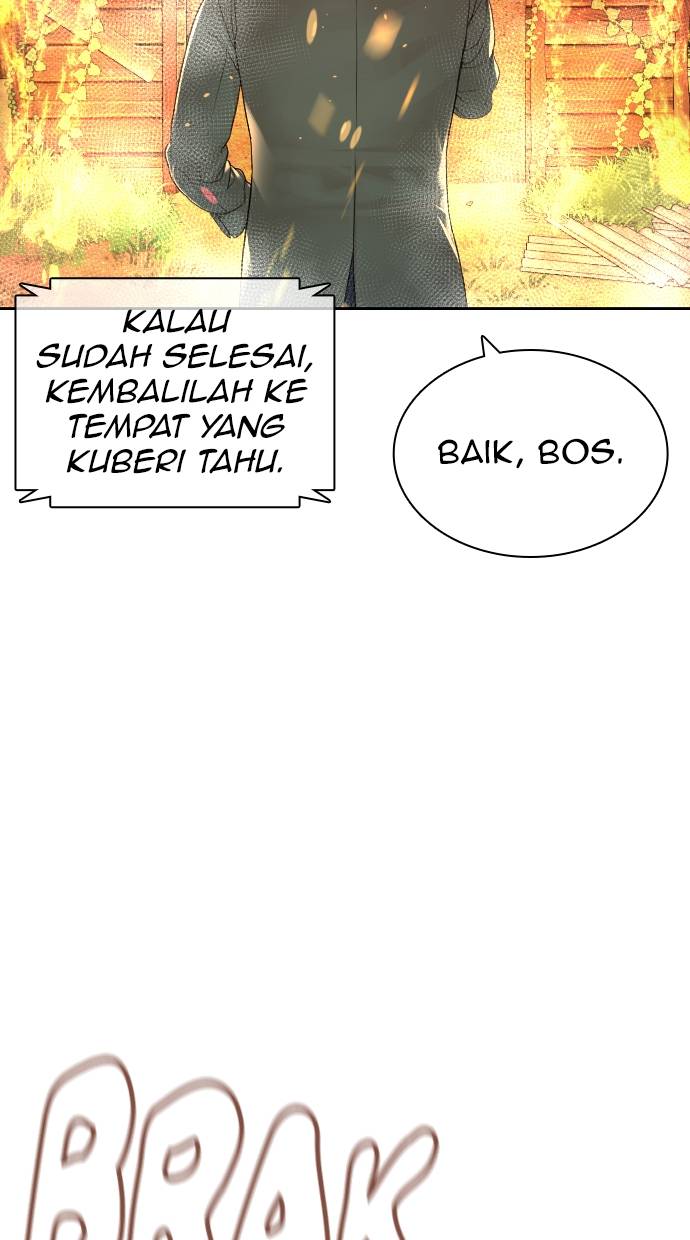 KALAU
SUDAH SELESAI,
KEMBALILAH KE
TEMPAT YANG
KUBERI TAHU.
BAIK, BOS.
BRAK